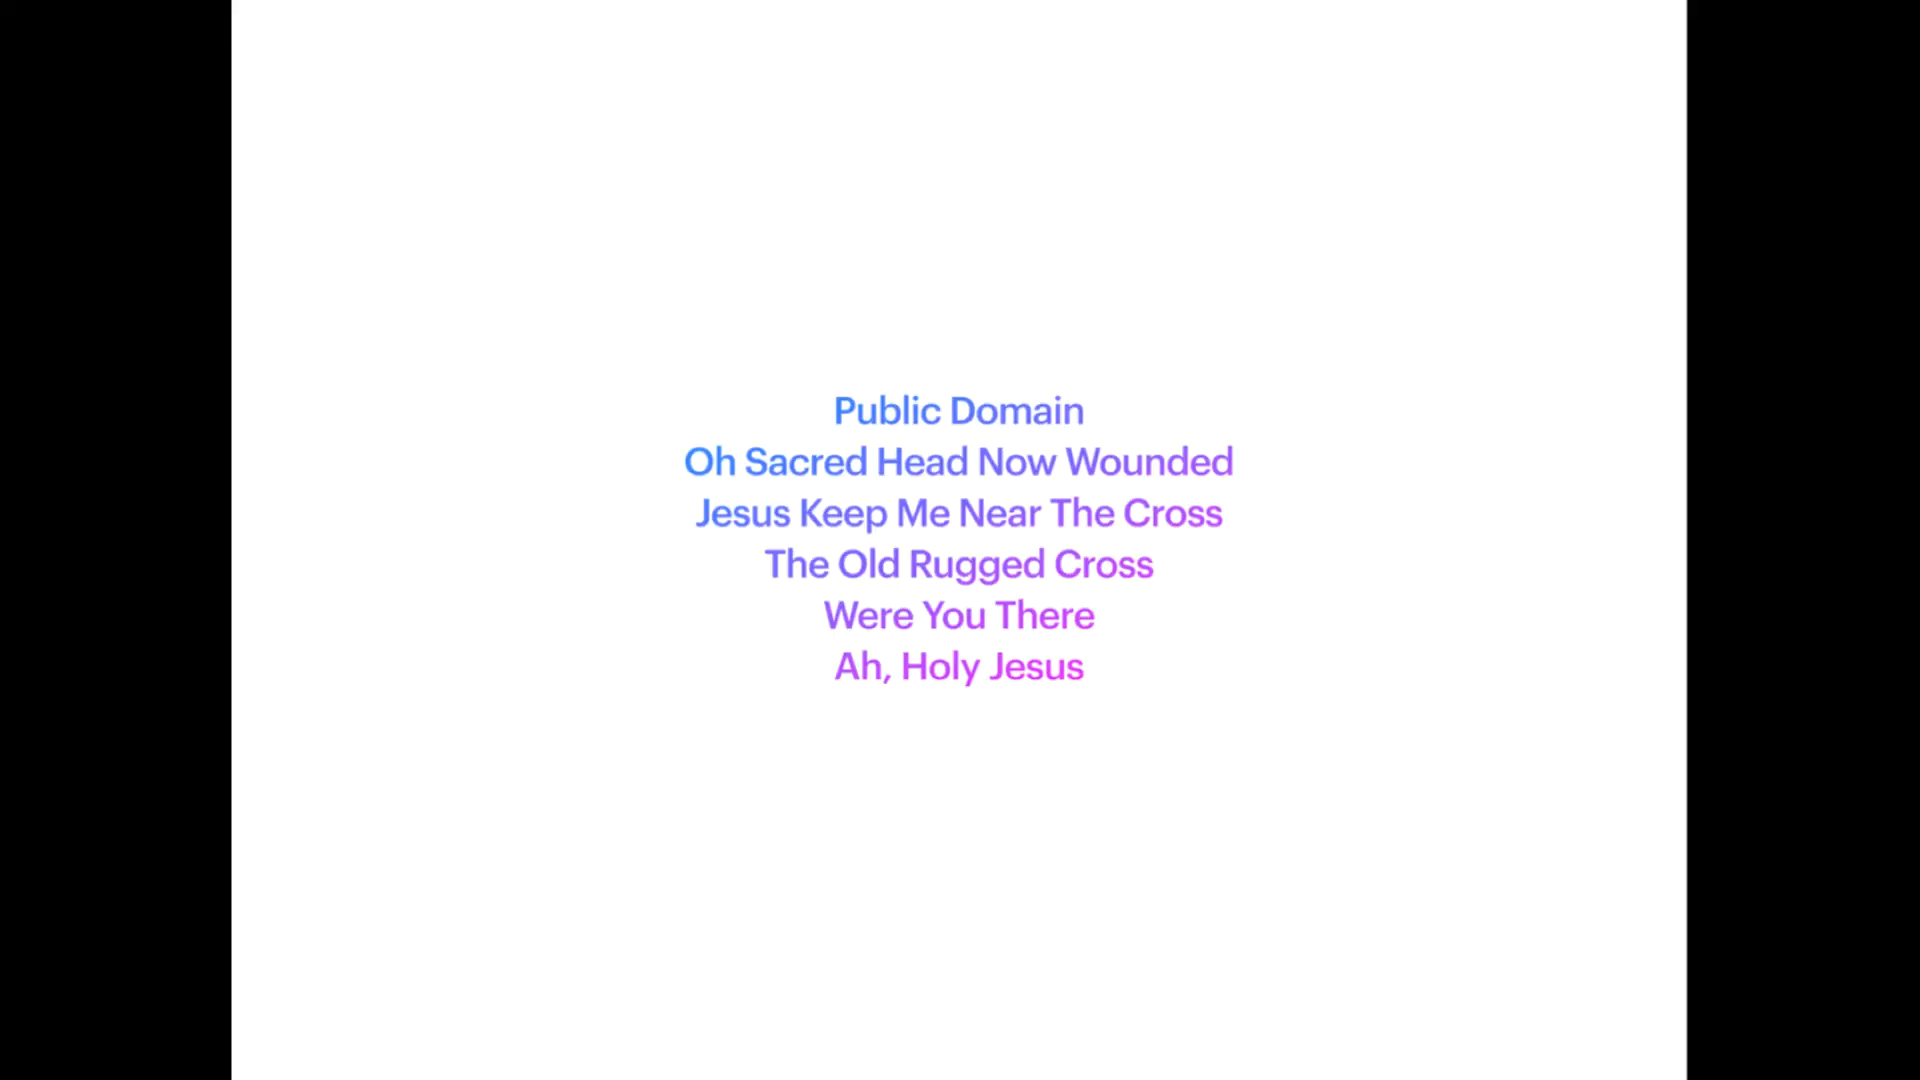 Public Domain
Oh Sacred Head Now Wounded
Jesus Keep Me Near The Cross
The Old Rugged Cross
Were You There
Ah, Holy Jesus